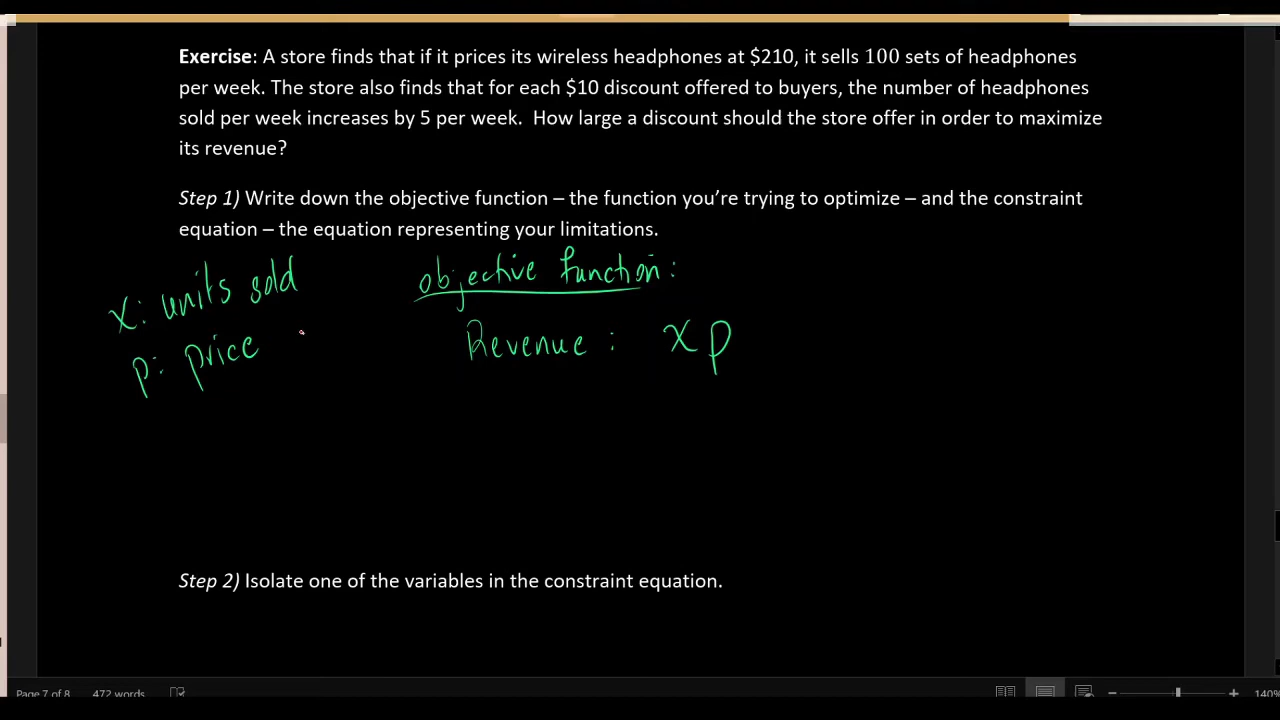 Exercise: A store finds that if it prices its wireless headphones at $210, it sells 100 sets of headphones
per week. The store also finds that for each $10 discount offered to buyers, the number of headphones
sold per week increases by 5 per week.  How large a discount should the store offer in order to maximize
its revenue?
Step 1) Write down the objective function – the function you’re trying to optimize – and the constraint
equation – the equation representing your limitations.
x: units sold
p: price
objective function:
Revenue: xp
Step 2) Isolate one of the variables in the constraint equation.
Page 7 of 8 472 words 140%